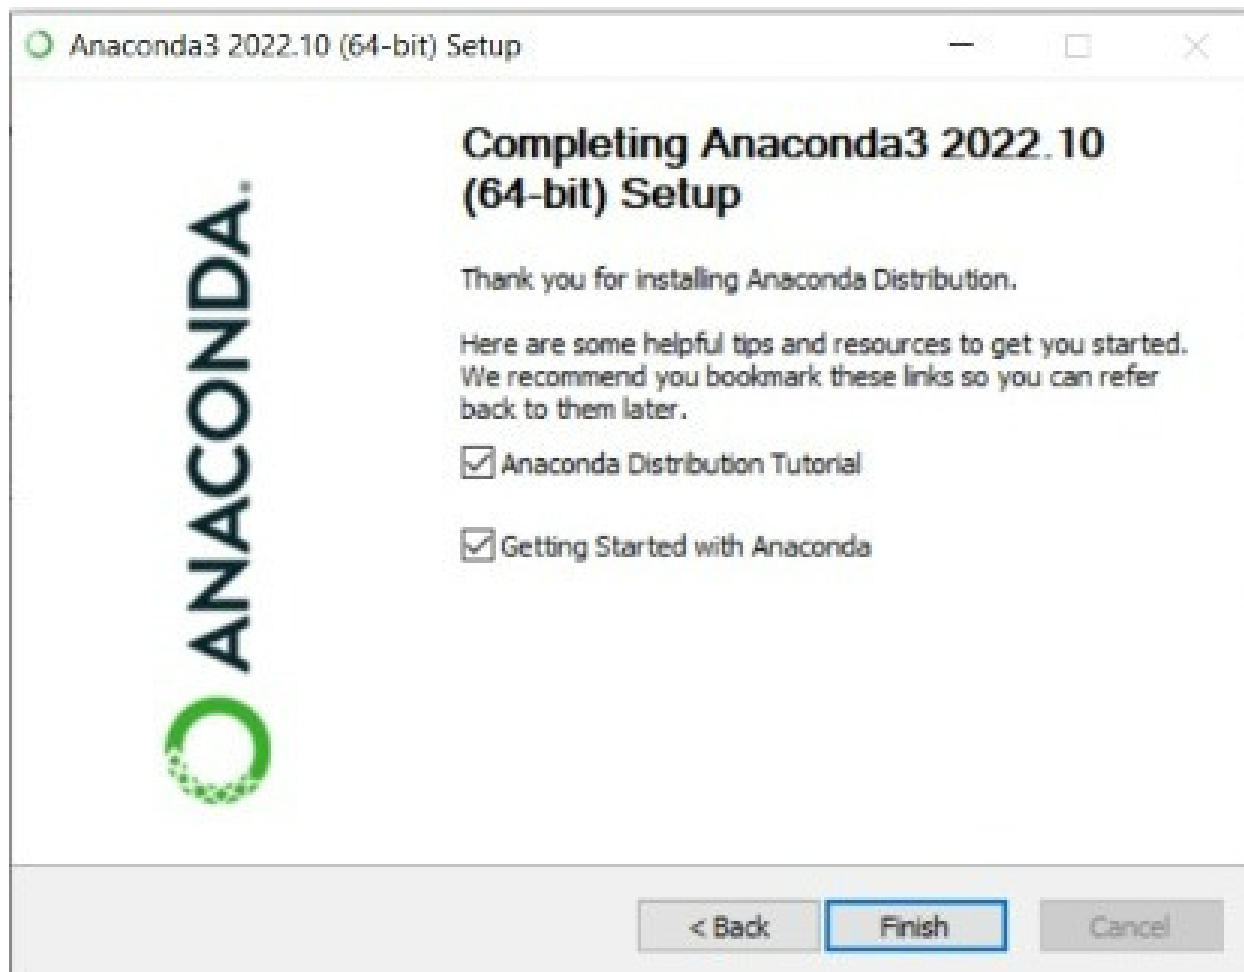 Anaconda3 2022.10 (64-bit) Setup
Completing Anaconda3 2022.10
(64-bit) Setup
Thank you for installing Anaconda Distribution.
Here are some helpful tips and resources to get you started.
We recommend you bookmark these links so you can refer
back to them later.
Anaconda Distribution Tutorial
Getting Started with Anaconda
ANACONDA.
< Back
Finish
Cancel